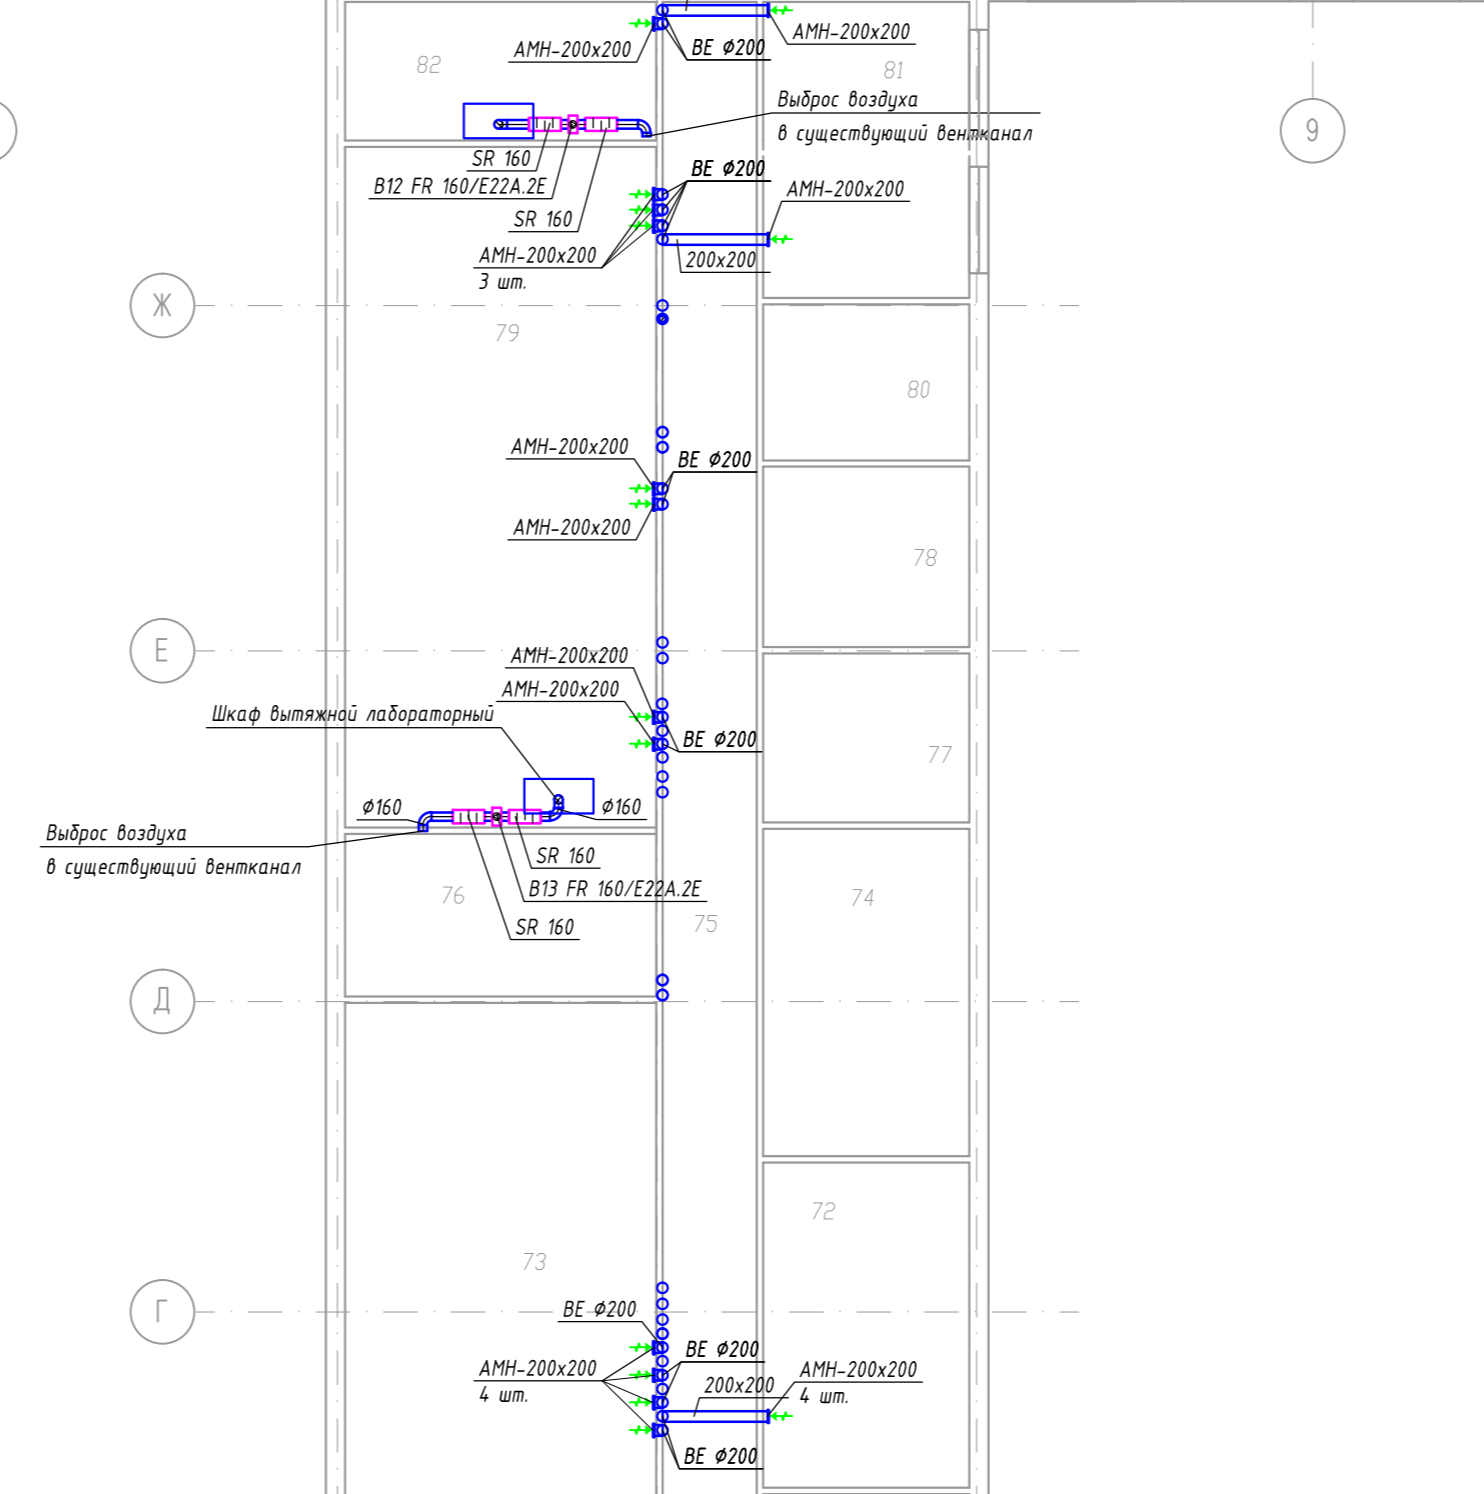 АМН-200х200
ВЕ Ф200
АМН-200х200
82
81
Выброс воздуха
в существующий вентканал
9
SR 160
В12 FR 160/E22A.2E
SR 160
ВЕ Ф200
АМН-200х200
АМН-200х200
3 шт.
200х200
Ж
79
80
АМН-200х200
ВЕ Ф200
АМН-200х200
78
Е
АМН-200х200
АМН-200х200
Шкаф вытяжной лабораторный
ВЕ Ф200
77
Ф160
Ф160
Выброс воздуха
в существующий вентканал
SR 160
В13 FR 160/E22A.2E
SR 160
76
75
74
Д
72
73
Г
ВЕ Ф200
ВЕ Ф200
АМН-200х200
4 шт.
200х200
АМН-200х200
4 шт.
ВЕ Ф200